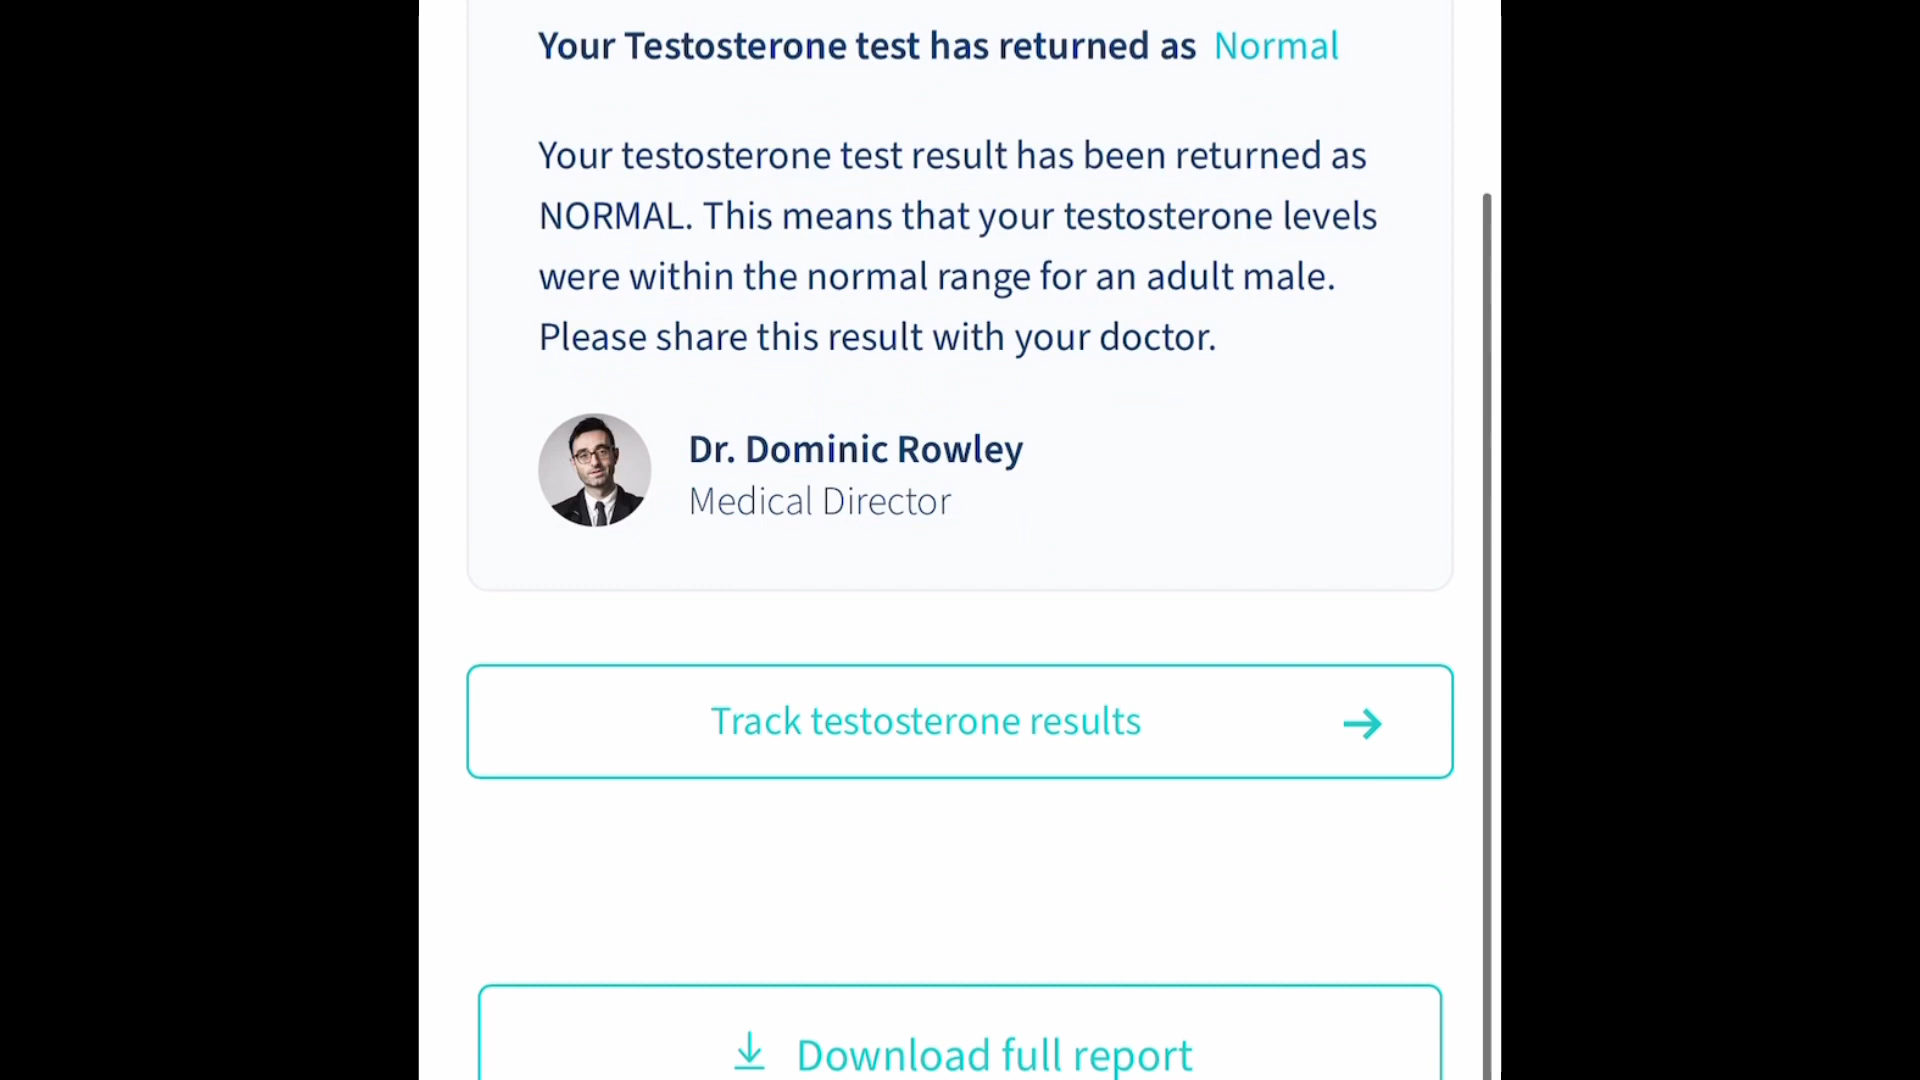 Your Testosterone test has returned as Normal
Your testosterone test result has been returned as
NORMAL. This means that your testosterone levels
were within the normal range for an adult male.
Please share this result with your doctor.
Dr. Dominic Rowley
Medical Director
Track testosterone results
Download full report